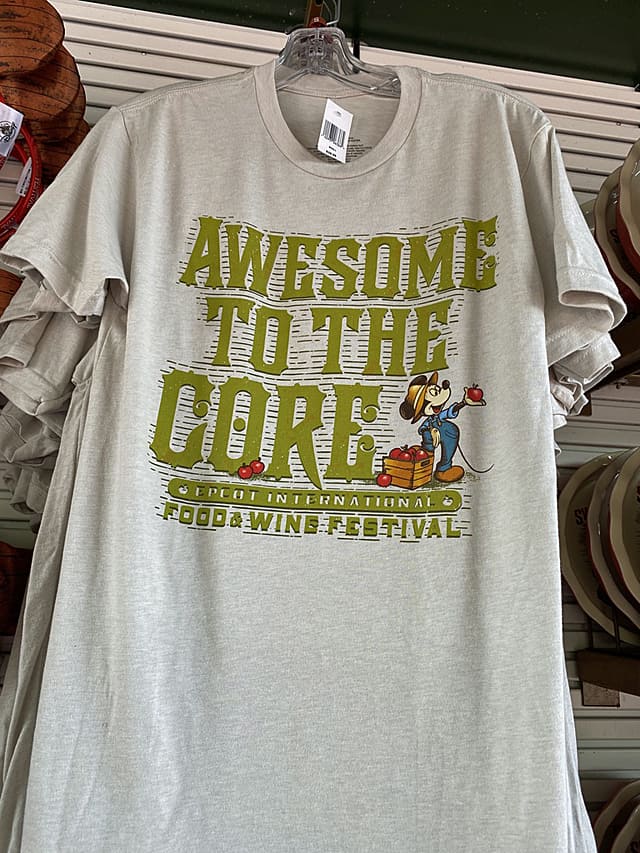 AWESOME
TO THE
CORE
EPCOT INTERNATIONAL
FOOD & WINE FESTIVAL